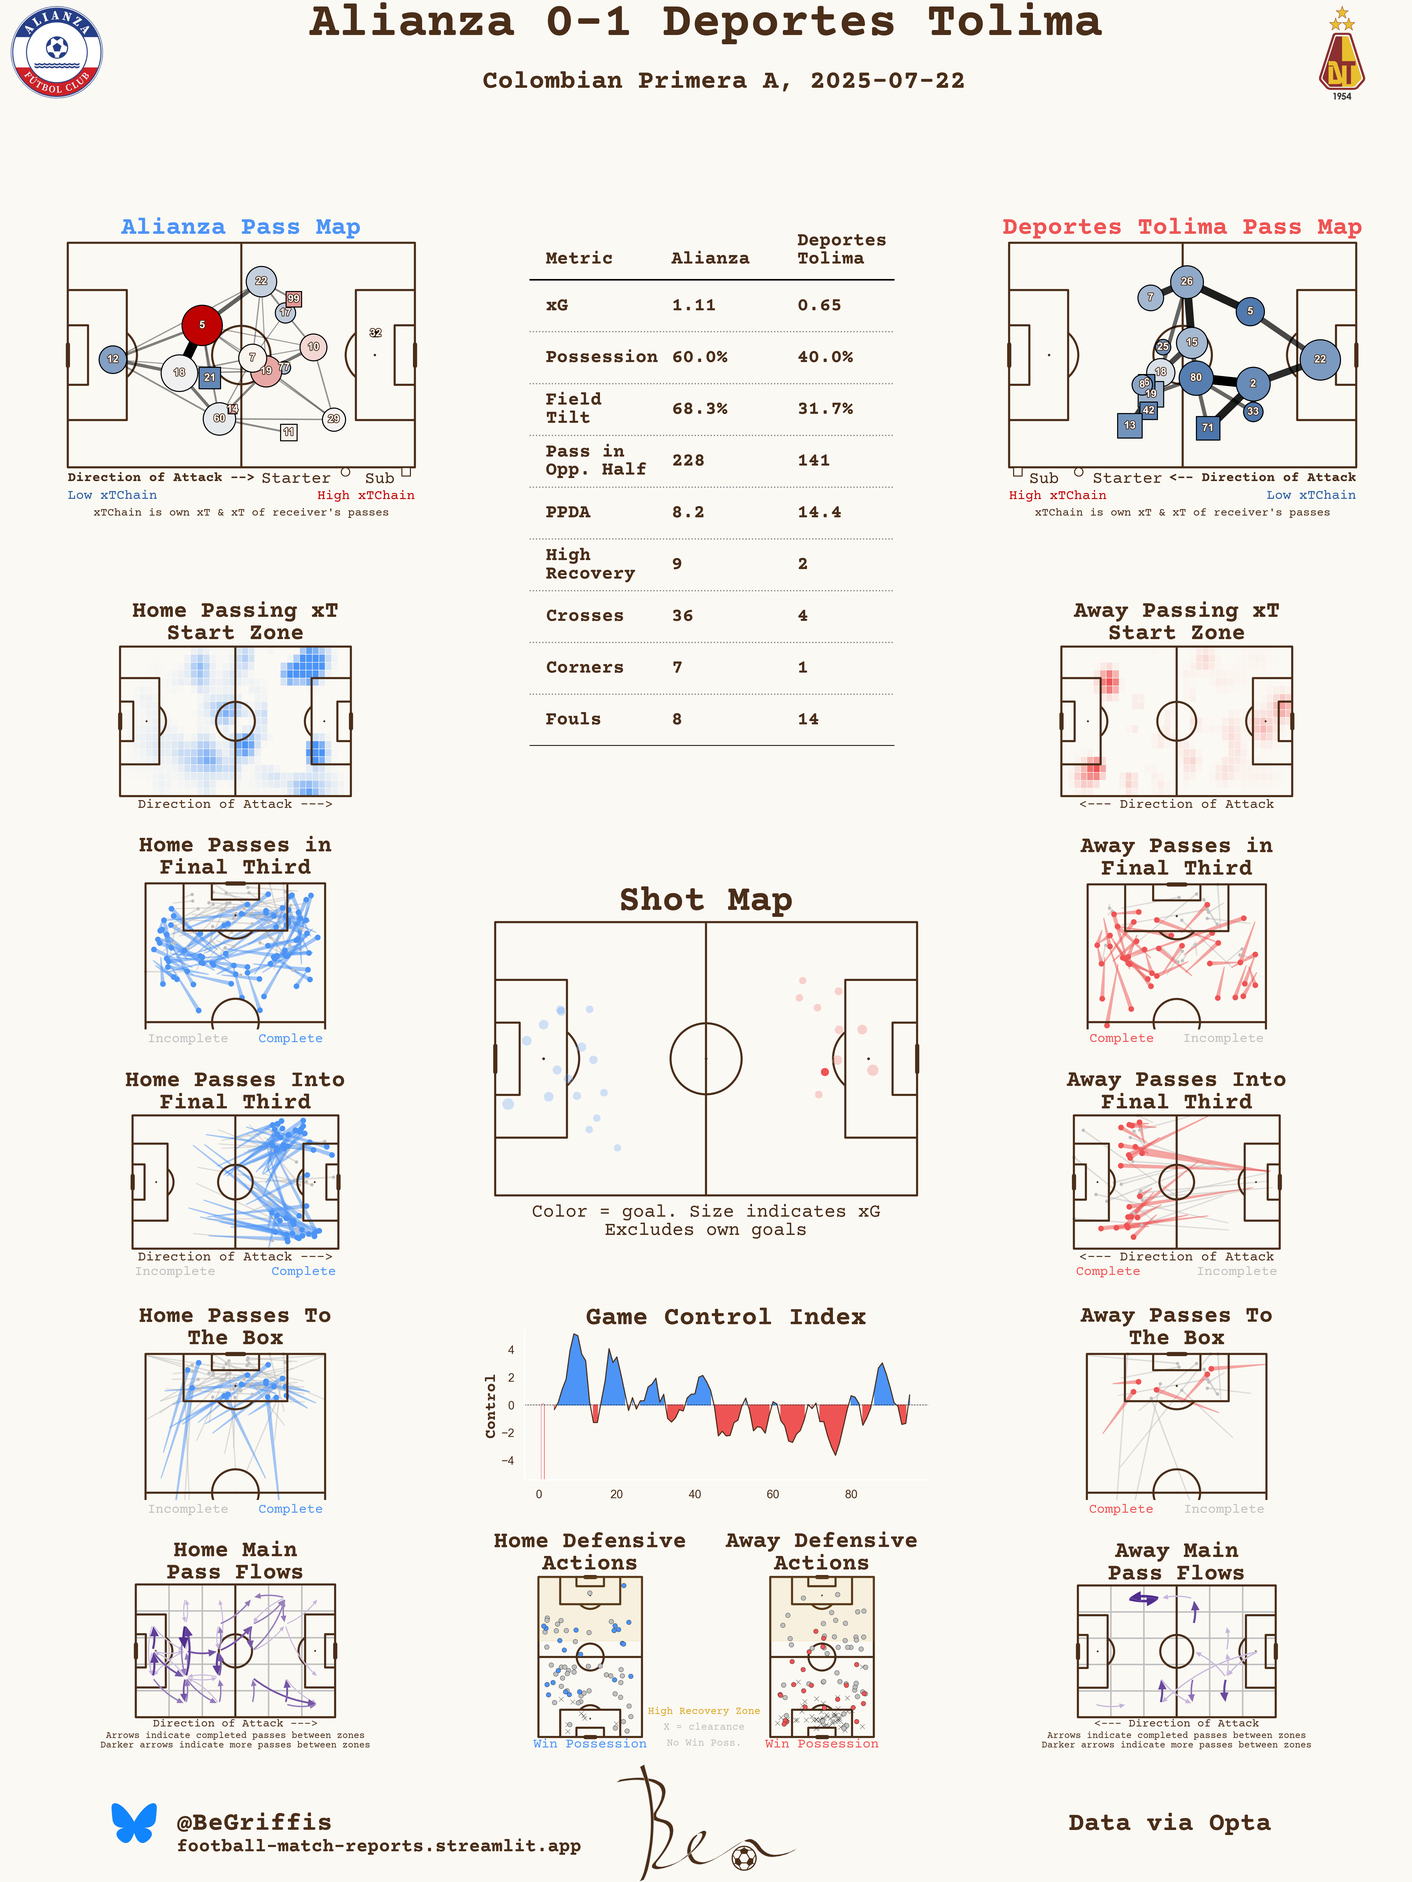 Alianza 0-1 Deportes Tolima
Colombian Primera A, 2025-07-22
ALIANZA
FÚTBOL CLUB
DT
1954
Alianza Pass Map
22
99
17
5
32
10
7
12
18
21
19
77
14
60
29
11
Direction of Attack --> Starter Sub
Low xTChain High xTChain
xTChain is own xT & xT of receiver's passes
Metric Alianza Deportes Tolima
xG 1.11 0.65
Possession 60.0% 40.0%
Field Tilt 68.3% 31.7%
Pass in Opp. Half 228 141
PPDA 8.2 14.4
High Recovery 9 2
Crosses 36 4
Corners 7 1
Fouls 8 14
Deportes Tolima Pass Map
26
7
5
25
15
22
18
80
8
2
19
42
33
13
71
Sub Starter <-- Direction of Attack
High xTChain Low xTChain
xTChain is own xT & xT of receiver's passes
Home Passing xT
Start Zone
Direction of Attack --->
Away Passing xT
Start Zone
<--- Direction of Attack
Home Passes in
Final Third
Incomplete Complete
Away Passes in
Final Third
Complete Incomplete
Shot Map
Color = goal. Size indicates xG
Excludes own goals
Home Passes Into
Final Third
Direction of Attack --->
Incomplete Complete
Away Passes Into
Final Third
<--- Direction of Attack
Complete Incomplete
Home Passes To
The Box
Incomplete Complete
Game Control Index
Control
4
2
0
−2
−4
0 20 40 60 80
Away Passes To
The Box
Complete Incomplete
Home Main
Pass Flows
Direction of Attack --->
Arrows indicate completed passes between zones
Darker arrows indicate more passes between zones
Home Defensive
Actions
Win Possession
Away Defensive
Actions
Win Possession
High Recovery Zone
X = clearance
No Win Poss.
Away Main
Pass Flows
<--- Direction of Attack
Arrows indicate completed passes between zones
Darker arrows indicate more passes between zones
@BeGriffis
football-match-reports.streamlit.app
Ben
Data via Opta